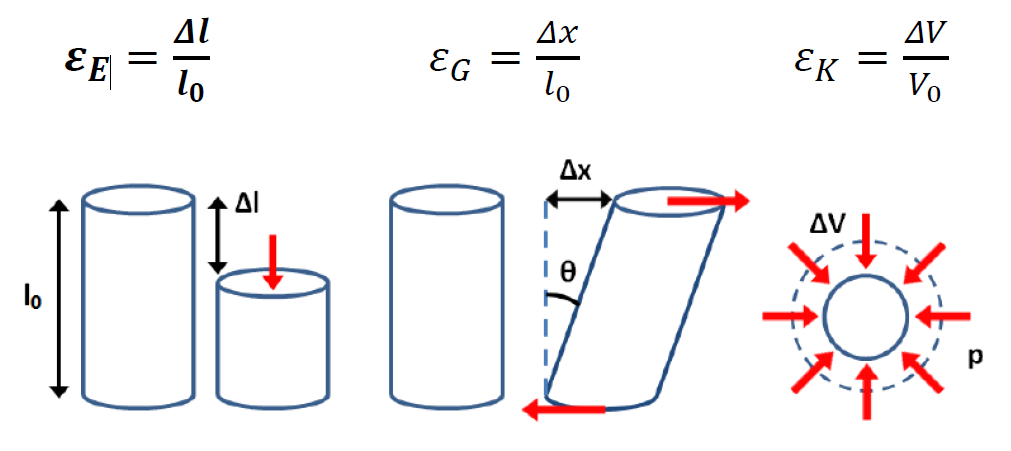 ε_E = Δl/l₀ ε_G = Δx/l₀ ε_K = ΔV/V₀
Δl Δx ΔV
l₀ θ p